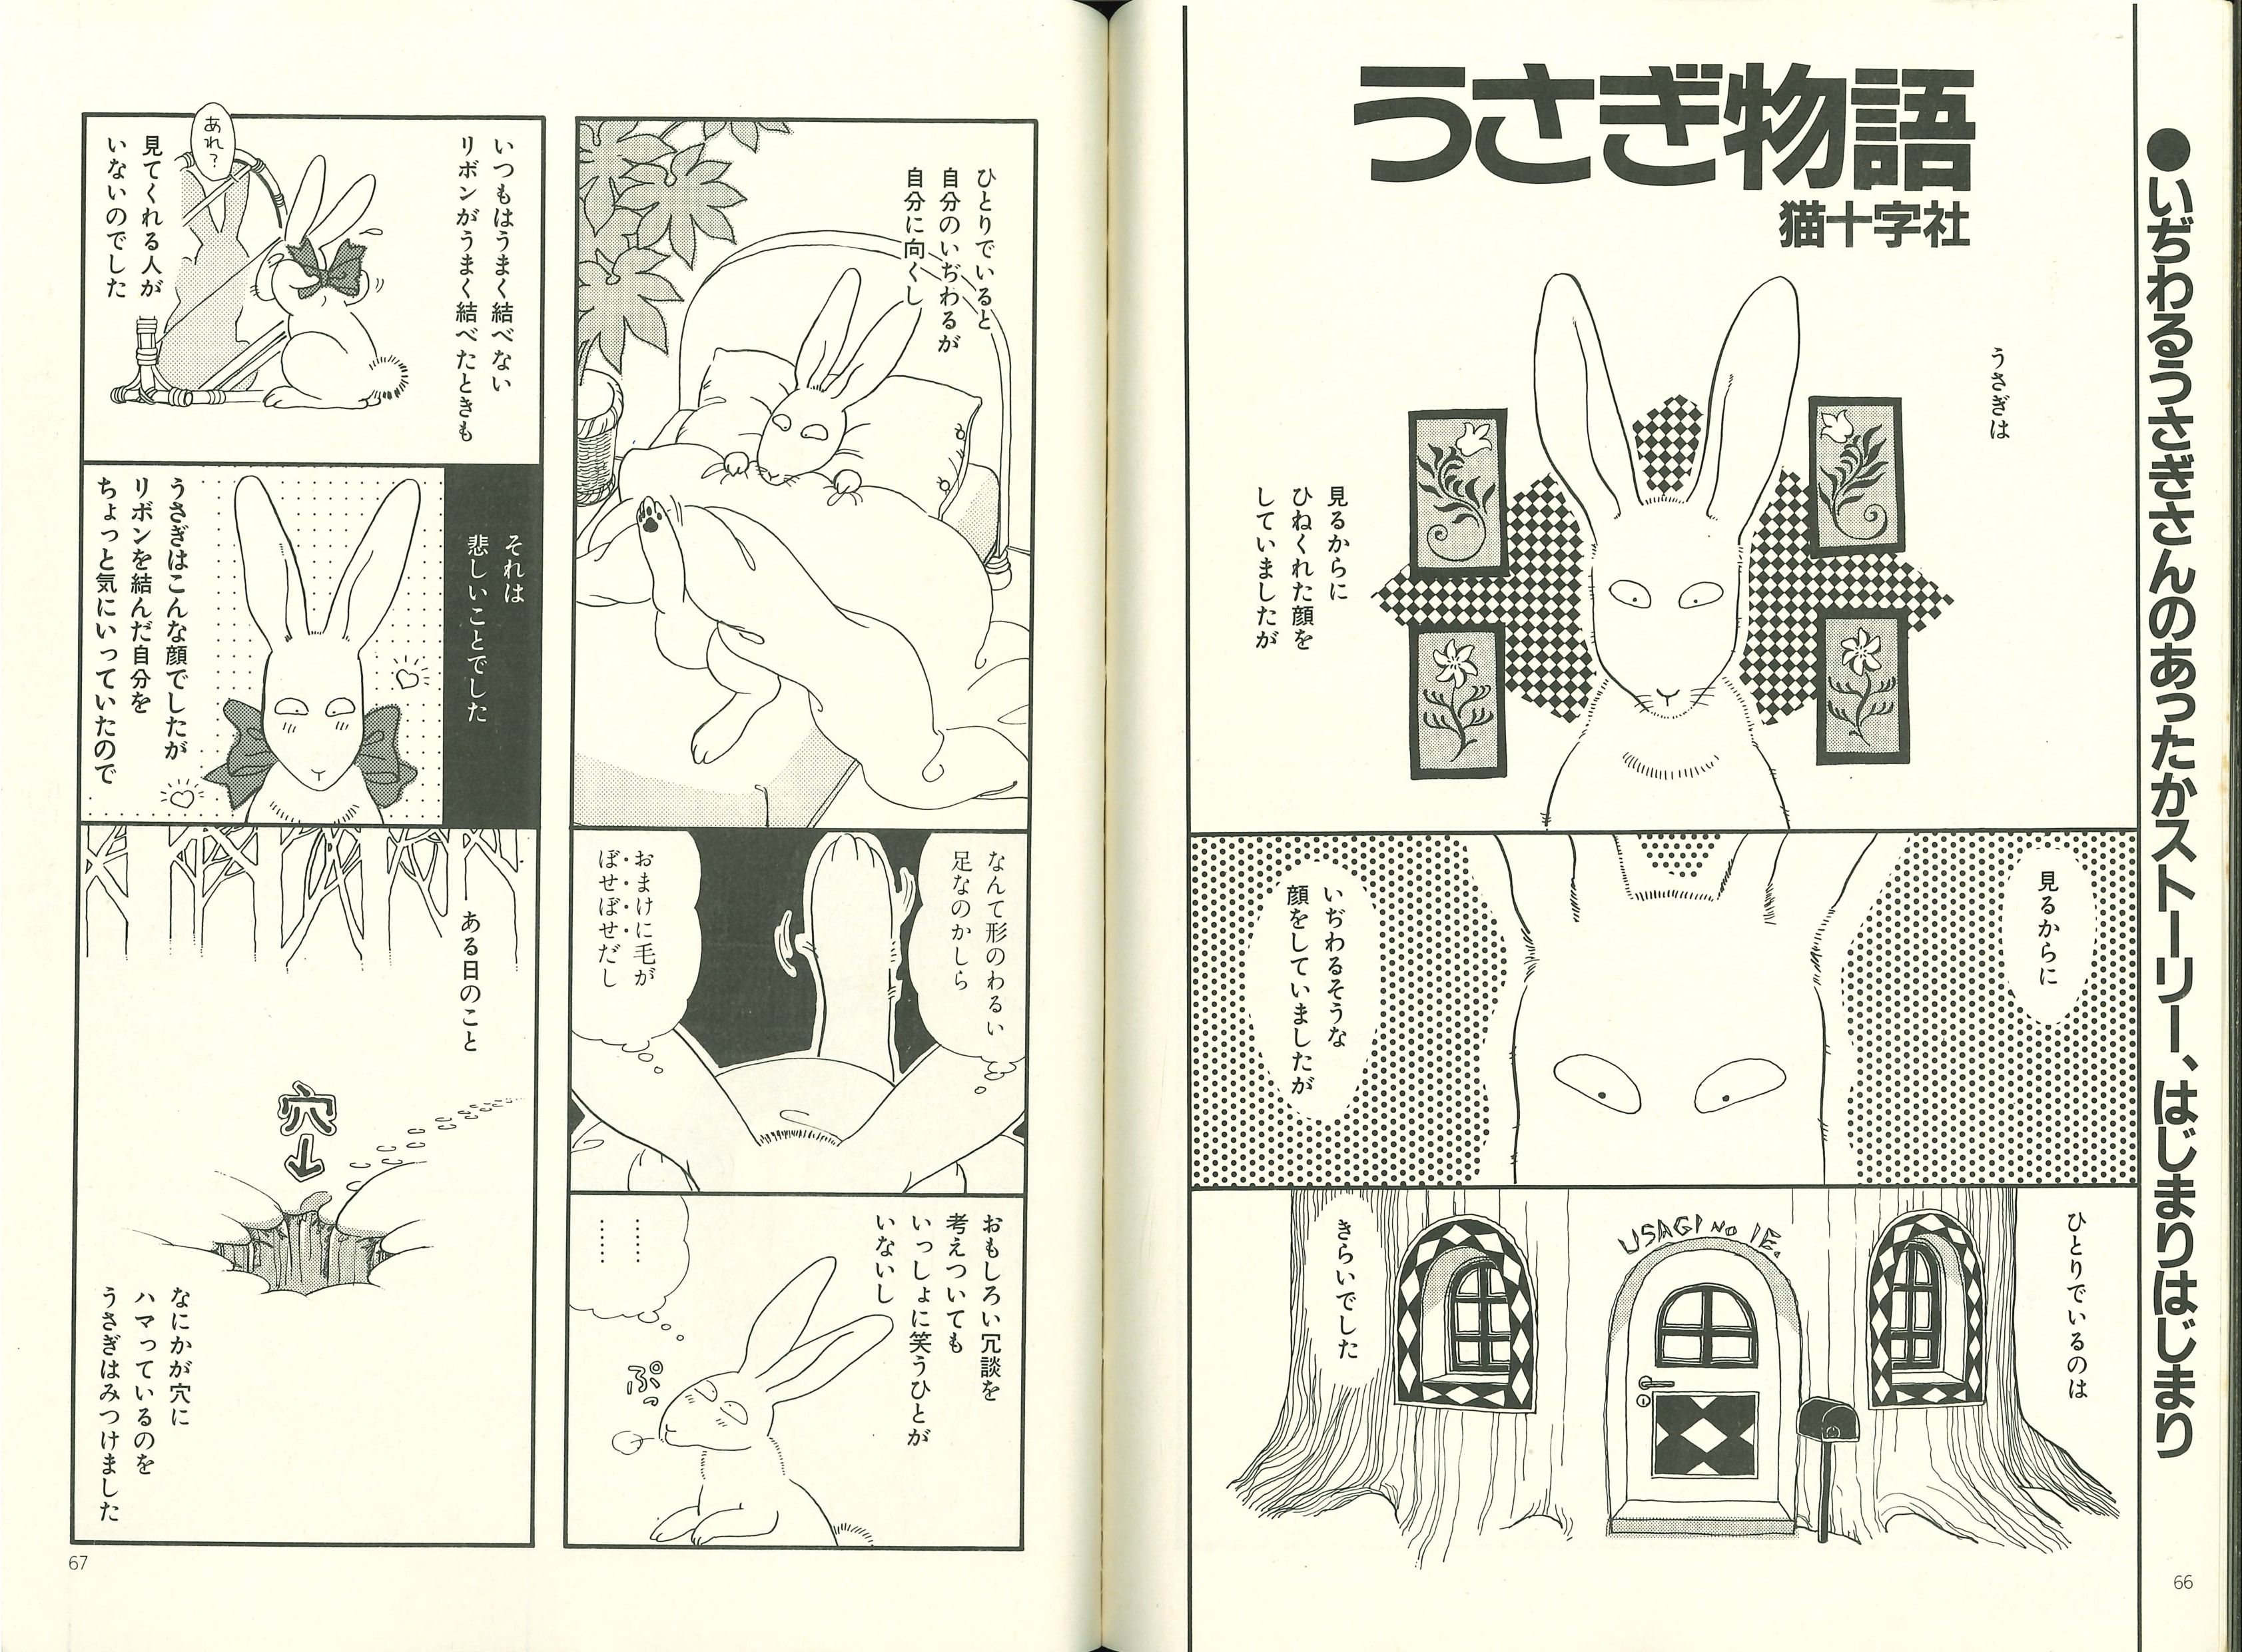 ●いぢわるうさぎさんのあったかストーリー、はじまりはじまり
うさぎ物語
猫十字社
うさぎは
見るからに
ひねくれた顔を
していましたが
見るからに
いぢわるそうな
顔をしていましたが
ひとりでいるのは
USAGI No IE.
きらいでした
66
ひとりでいると
自分のいぢわるが
自分に向くし
なんて形のわるい
足なのかしら
おまけに毛が
ぼせぼせだし
おもしろい冗談を
考えついても
いっしょに笑うひとが
いないし
……
……
ぷっ
いつもはうまく結べない
リボンがうまく結べたときも
あれ?
見てくれる人が
いないのでした
それは
悲しいことでした
うさぎはこんな顔でしたが
リボンを結んだ自分を
ちょっと気にいっていたので
ある日のこと
穴
↓
なにかが穴に
ハマっているのを
うさぎはみつけました
67